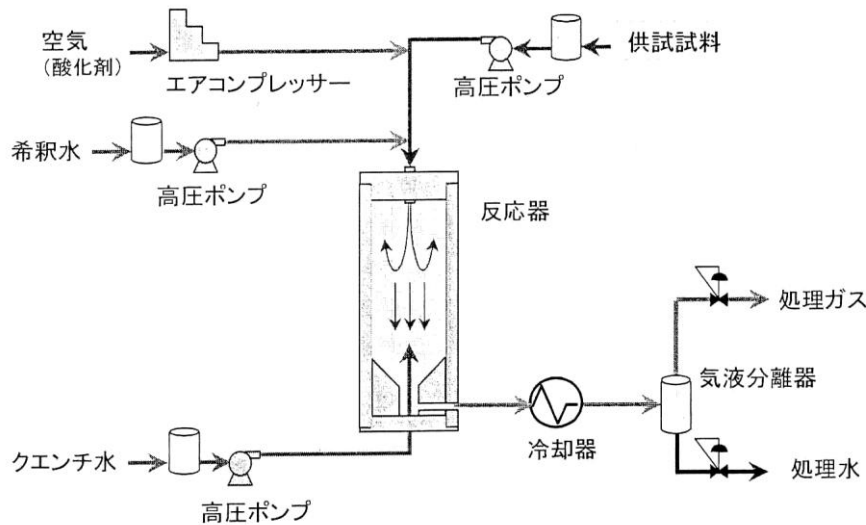 空気
(酸化剤)
エアコンプレッサー
高圧ポンプ
供試試料
希釈水
高圧ポンプ
反応器
処理ガス
気液分離器
冷却器
処理水
クエンチ水
高圧ポンプ